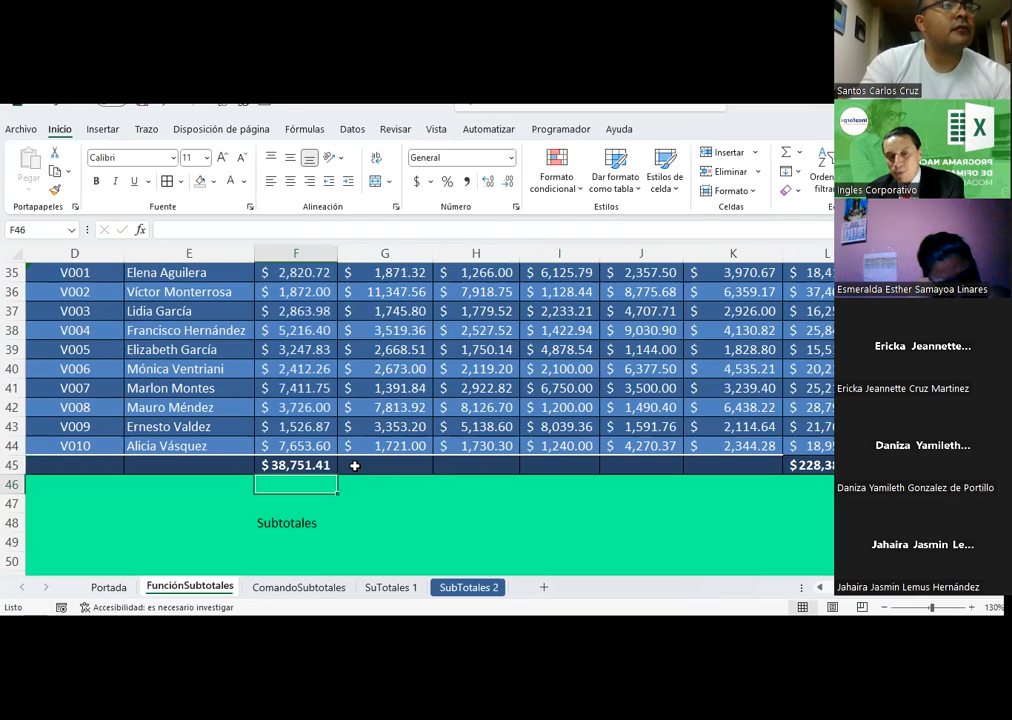 Archivo Inicio Insertar Trazo Disposición de página Fórmulas Datos Revisar Vista Automatizar Programador Ayuda
Pegar
Portapapeles
Calibri 11
N K S
Fuente
Alineación
General
$ % 
Número
Formato condicional
Dar formato como tabla
Estilos de celda
Estilos
Insertar
Eliminar
Formato
Celdas
Orden
filtra
F46 fx
D E F G H I J K L
35 V001 Elena Aguilera $ 2,820.72 $ 1,871.32 $ 1,266.00 $ 6,125.79 $ 2,357.50 $ 3,970.67
36 V002 Víctor Monterrosa $ 1,872.00 $ 11,347.56 $ 7,918.75 $ 1,128.44 $ 8,775.68 $ 6,359.17
37 V003 Lidia García $ 2,863.98 $ 1,745.80 $ 1,779.52 $ 2,233.21 $ 4,707.71 $ 2,926.00
38 V004 Francisco Hernández $ 5,216.40 $ 3,519.36 $ 2,527.52 $ 1,422.94 $ 9,030.90 $ 4,130.82
39 V005 Elizabeth García $ 3,247.83 $ 2,668.51 $ 1,750.14 $ 4,878.54 $ 1,144.00 $ 1,828.80
40 V006 Mónica Ventriani $ 2,412.26 $ 2,673.00 $ 2,119.20 $ 2,100.00 $ 6,377.50 $ 4,535.21
41 V007 Marlon Montes $ 7,411.75 $ 1,391.84 $ 2,922.82 $ 6,750.00 $ 3,500.00 $ 3,239.40
42 V008 Mauro Méndez $ 3,726.00 $ 7,813.92 $ 8,126.70 $ 1,200.00 $ 1,490.40 $ 6,438.22
43 V009 Ernesto Valdez $ 1,526.87 $ 3,353.20 $ 5,138.60 $ 8,039.36 $ 1,591.76 $ 2,114.64
44 V010 Alicia Vásquez $ 7,653.60 $ 1,721.00 $ 1,730.30 $ 1,240.00 $ 4,270.37 $ 2,344.28
45 $ 38,751.41 $ 228,38
46
47
48 Subtotales
49
50
Portada FunciónSubtotales ComandoSubtotales SuTotales 1 SubTotales 2 +
Listo Accesibilidad: es necesario investigar 130%
Santos Carlos Cruz
Ingles Corporativo
Esmeralda Esther Samayoa Linares
Ericka Jeannette...
Ericka Jeannette Cruz Martinez
Daniza Yamileth...
Daniza Yamileth Gonzalez de Portillo
Jahaira Jasmin Le...
Jahaira Jasmin Lemus Hernández